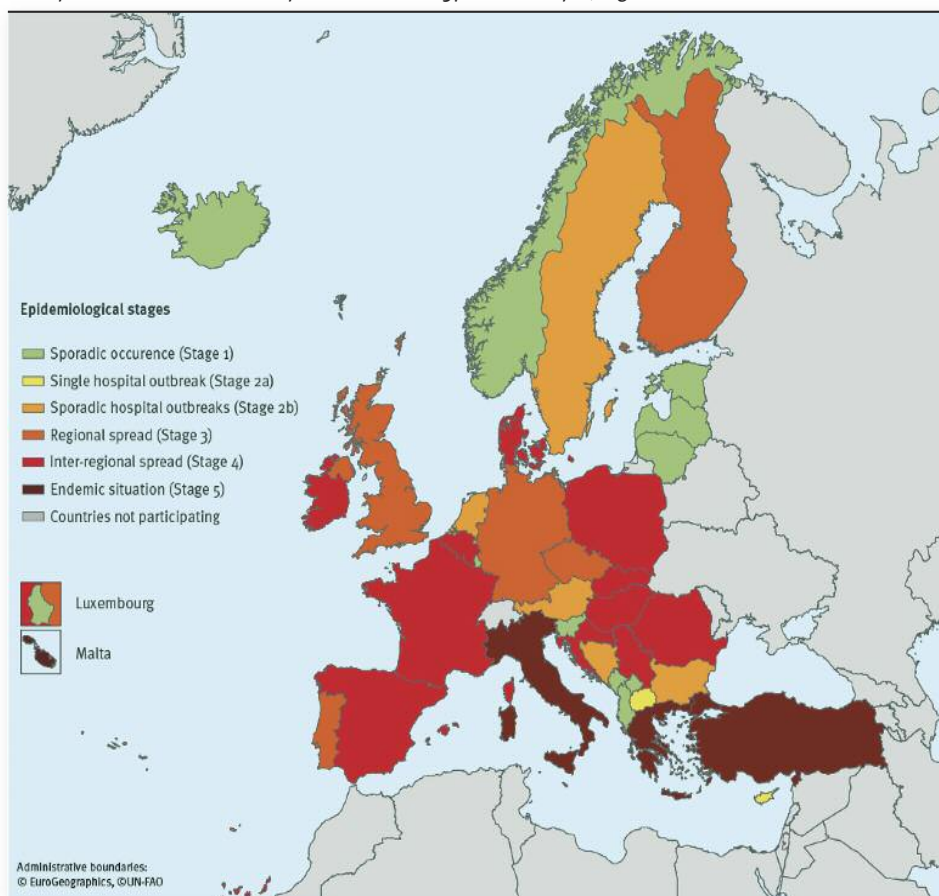 Epidemiological stages
Sporadic occurence (Stage 1)
Single hospital outbreak (Stage 2a)
Sporadic hospital outbreaks (Stage 2b)
Regional spread (Stage 3)
Inter-regional spread (Stage 4)
Endemic situation (Stage 5)
Countries not participating
Luxembourg
Malta
Administrative boundaries:
© EuroGeographics, ©UN-FAO